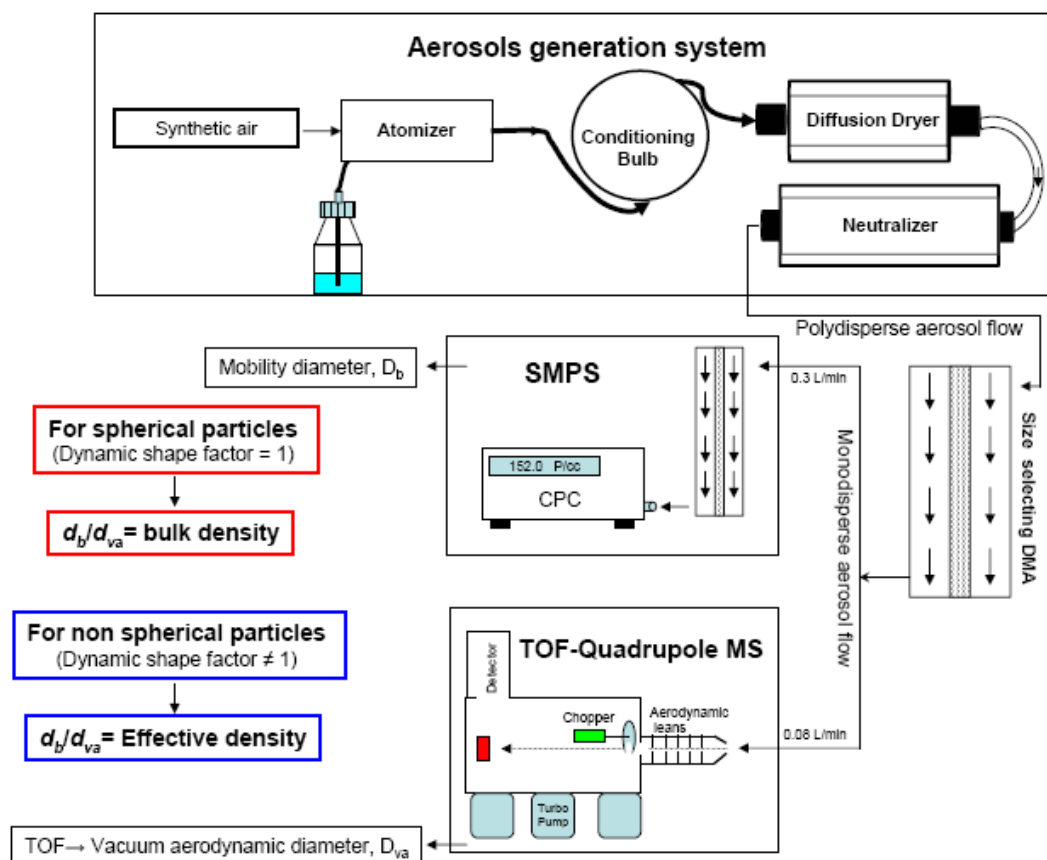 Aerosols generation system
Synthetic air
Atomizer
Conditioning
Bulb
Diffusion Dryer
Neutralizer
Polydisperse aerosol flow
Mobility diameter, D_b
SMPS
0.3 L/min
152.0 P/cc
CPC
Size selecting DMA
Monodisperse aerosol flow
For spherical particles
(Dynamic shape factor = 1)
d_b/d_va= bulk density
For non spherical particles
(Dynamic shape factor ≠ 1)
d_b/d_va= Effective density
TOF-Quadrupole MS
Detector
Chopper
Aerodynamic
leans
0.08 L/min
Turbo
Pump
TOF→ Vacuum aerodynamic diameter, D_va